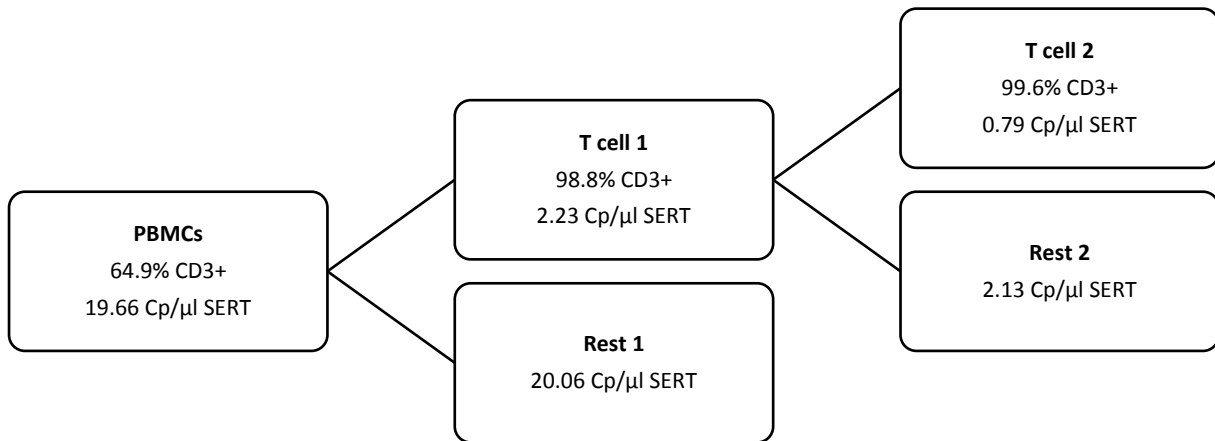 PBMCs
64.9% CD3+
19.66 Cp/µl SERT
T cell 1
98.8% CD3+
2.23 Cp/µl SERT
Rest 1
20.06 Cp/µl SERT
T cell 2
99.6% CD3+
0.79 Cp/µl SERT
Rest 2
2.13 Cp/µl SERT